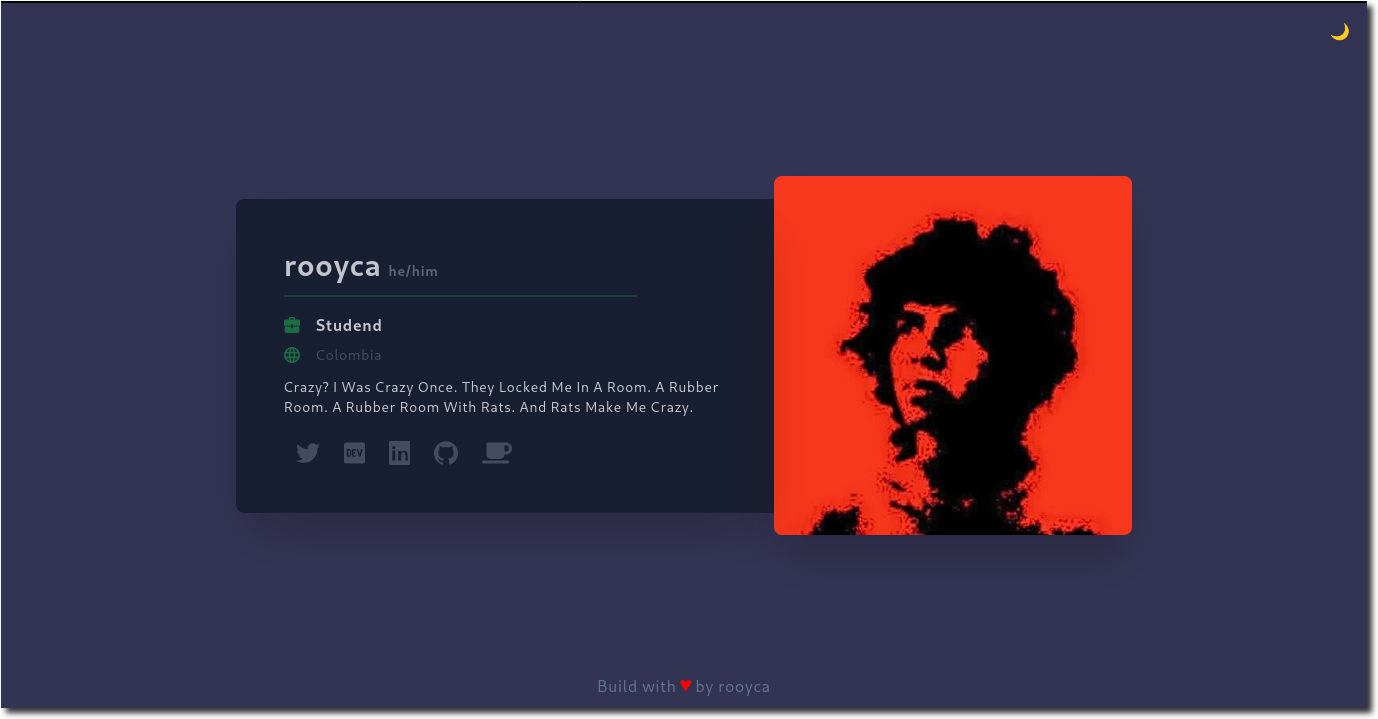 rooyca he/him
Studend
Colombia
Crazy? I Was Crazy Once. They Locked Me In A Room. A Rubber
Room. A Rubber Room With Rats. And Rats Make Me Crazy.
DEV in
Build with ♥ by rooyca